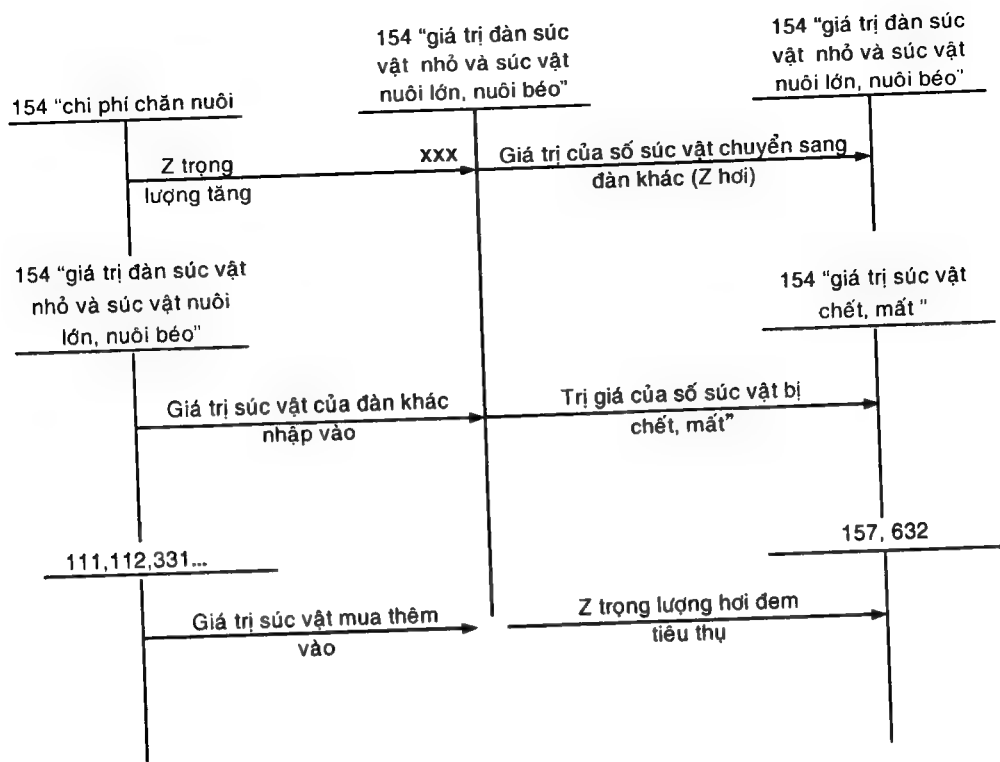 154 "giá trị đàn súc
vật nhỏ và súc vật
nuôi lớn, nuôi béo"
154 "giá trị đàn súc
vật nhỏ và súc vật
nuôi lớn, nuôi béo"
154 "chi phí chăn nuôi
Z trọng
lượng tăng
xxx
Giá trị của số súc vật chuyển sang
đàn khác (Z hơi)
154 "giá trị đàn súc vật
nhỏ và súc vật nuôi
lớn, nuôi béo"
154 "giá trị súc vật
chết, mất "
Giá trị súc vật của đàn khác
nhập vào
Trị giá của số súc vật bị
chết, mất"
111,112,331...
157, 632
Giá trị súc vật mua thêm
vào
Z trọng lượng hơi đem
tiêu thụ